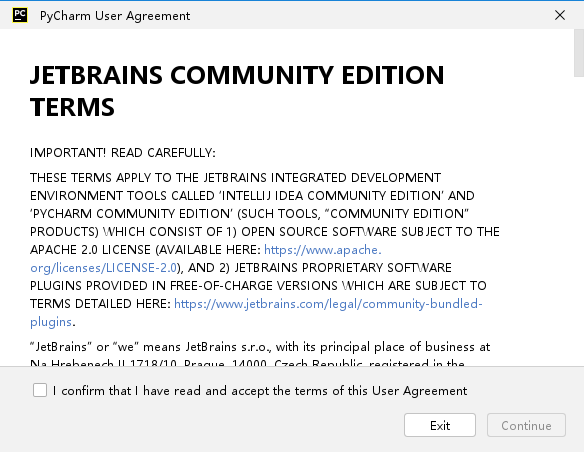 PC PyCharm User Agreement
JETBRAINS COMMUNITY EDITION
TERMS
IMPORTANT! READ CAREFULLY:
THESE TERMS APPLY TO THE JETBRAINS INTEGRATED DEVELOPMENT
ENVIRONMENT TOOLS CALLED 'INTELLIJ IDEA COMMUNITY EDITION' AND
'PYCHARM COMMUNITY EDITION' (SUCH TOOLS, "COMMUNITY EDITION"
PRODUCTS) WHICH CONSIST OF 1) OPEN SOURCE SOFTWARE SUBJECT TO THE
APACHE 2.0 LICENSE (AVAILABLE HERE: https://www.apache.
org/licenses/LICENSE-2.0), AND 2) JETBRAINS PROPRIETARY SOFTWARE
PLUGINS PROVIDED IN FREE-OF-CHARGE VERSIONS WHICH ARE SUBJECT TO
TERMS DETAILED HERE: https://www.jetbrains.com/legal/community-bundled-
plugins.
"JetBrains" or "we" means JetBrains s.r.o., with its principal place of business at
Na Hrebenech II 1718/10, Prague, 14000, Czech Republic, registered in the
I confirm that I have read and accept the terms of this User Agreement
Exit
Continue